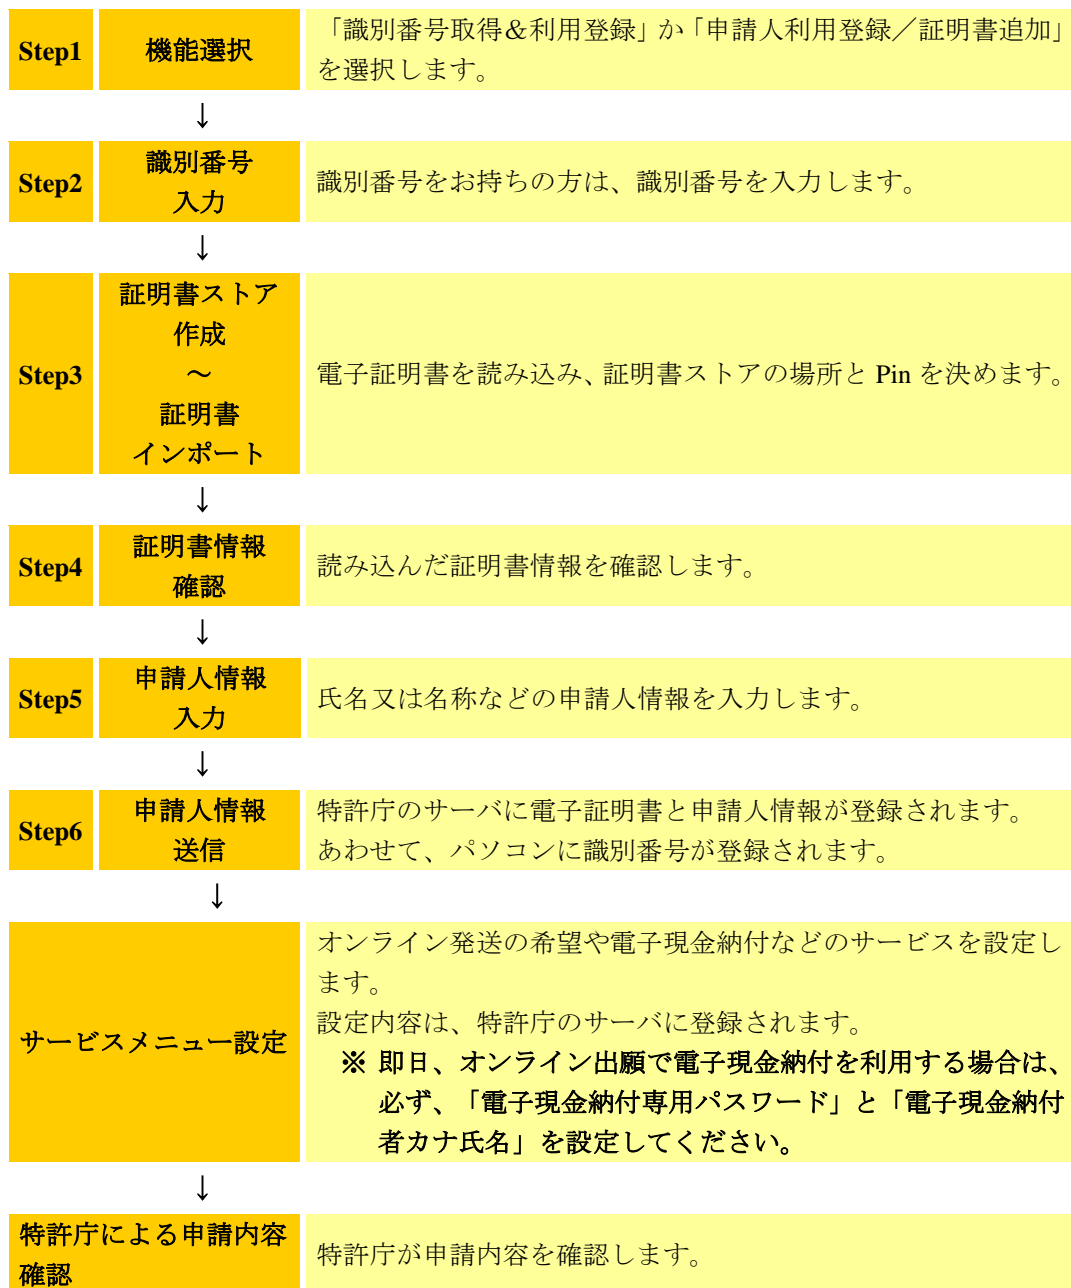 Step1
機能選択
「識別番号取得&利用登録」か「申請人利用登録／証明書追加」
を選択します。
↓
Step2
識別番号
入力
識別番号をお持ちの方は、識別番号を入力します。
↓
Step3
証明書ストア
作成
～
証明書
インポート
電子証明書を読み込み、証明書ストアの場所と Pin を決めます。
↓
Step4
証明書情報
確認
読み込んだ証明書情報を確認します。
↓
Step5
申請人情報
入力
氏名又は名称などの申請人情報を入力します。
↓
Step6
申請人情報
送信
特許庁のサーバに電子証明書と申請人情報が登録されます。
あわせて、パソコンに識別番号が登録されます。
↓
サービスメニュー設定
オンライン発送の希望や電子現金納付などのサービスを設定し
ます。
設定内容は、特許庁のサーバに登録されます。
※ 即日、オンライン出願で電子現金納付を利用する場合は、
必ず、「電子現金納付専用パスワード」と「電子現金納付
者カナ氏名」を設定してください。
↓
特許庁による申請内容
確認
特許庁が申請内容を確認します。